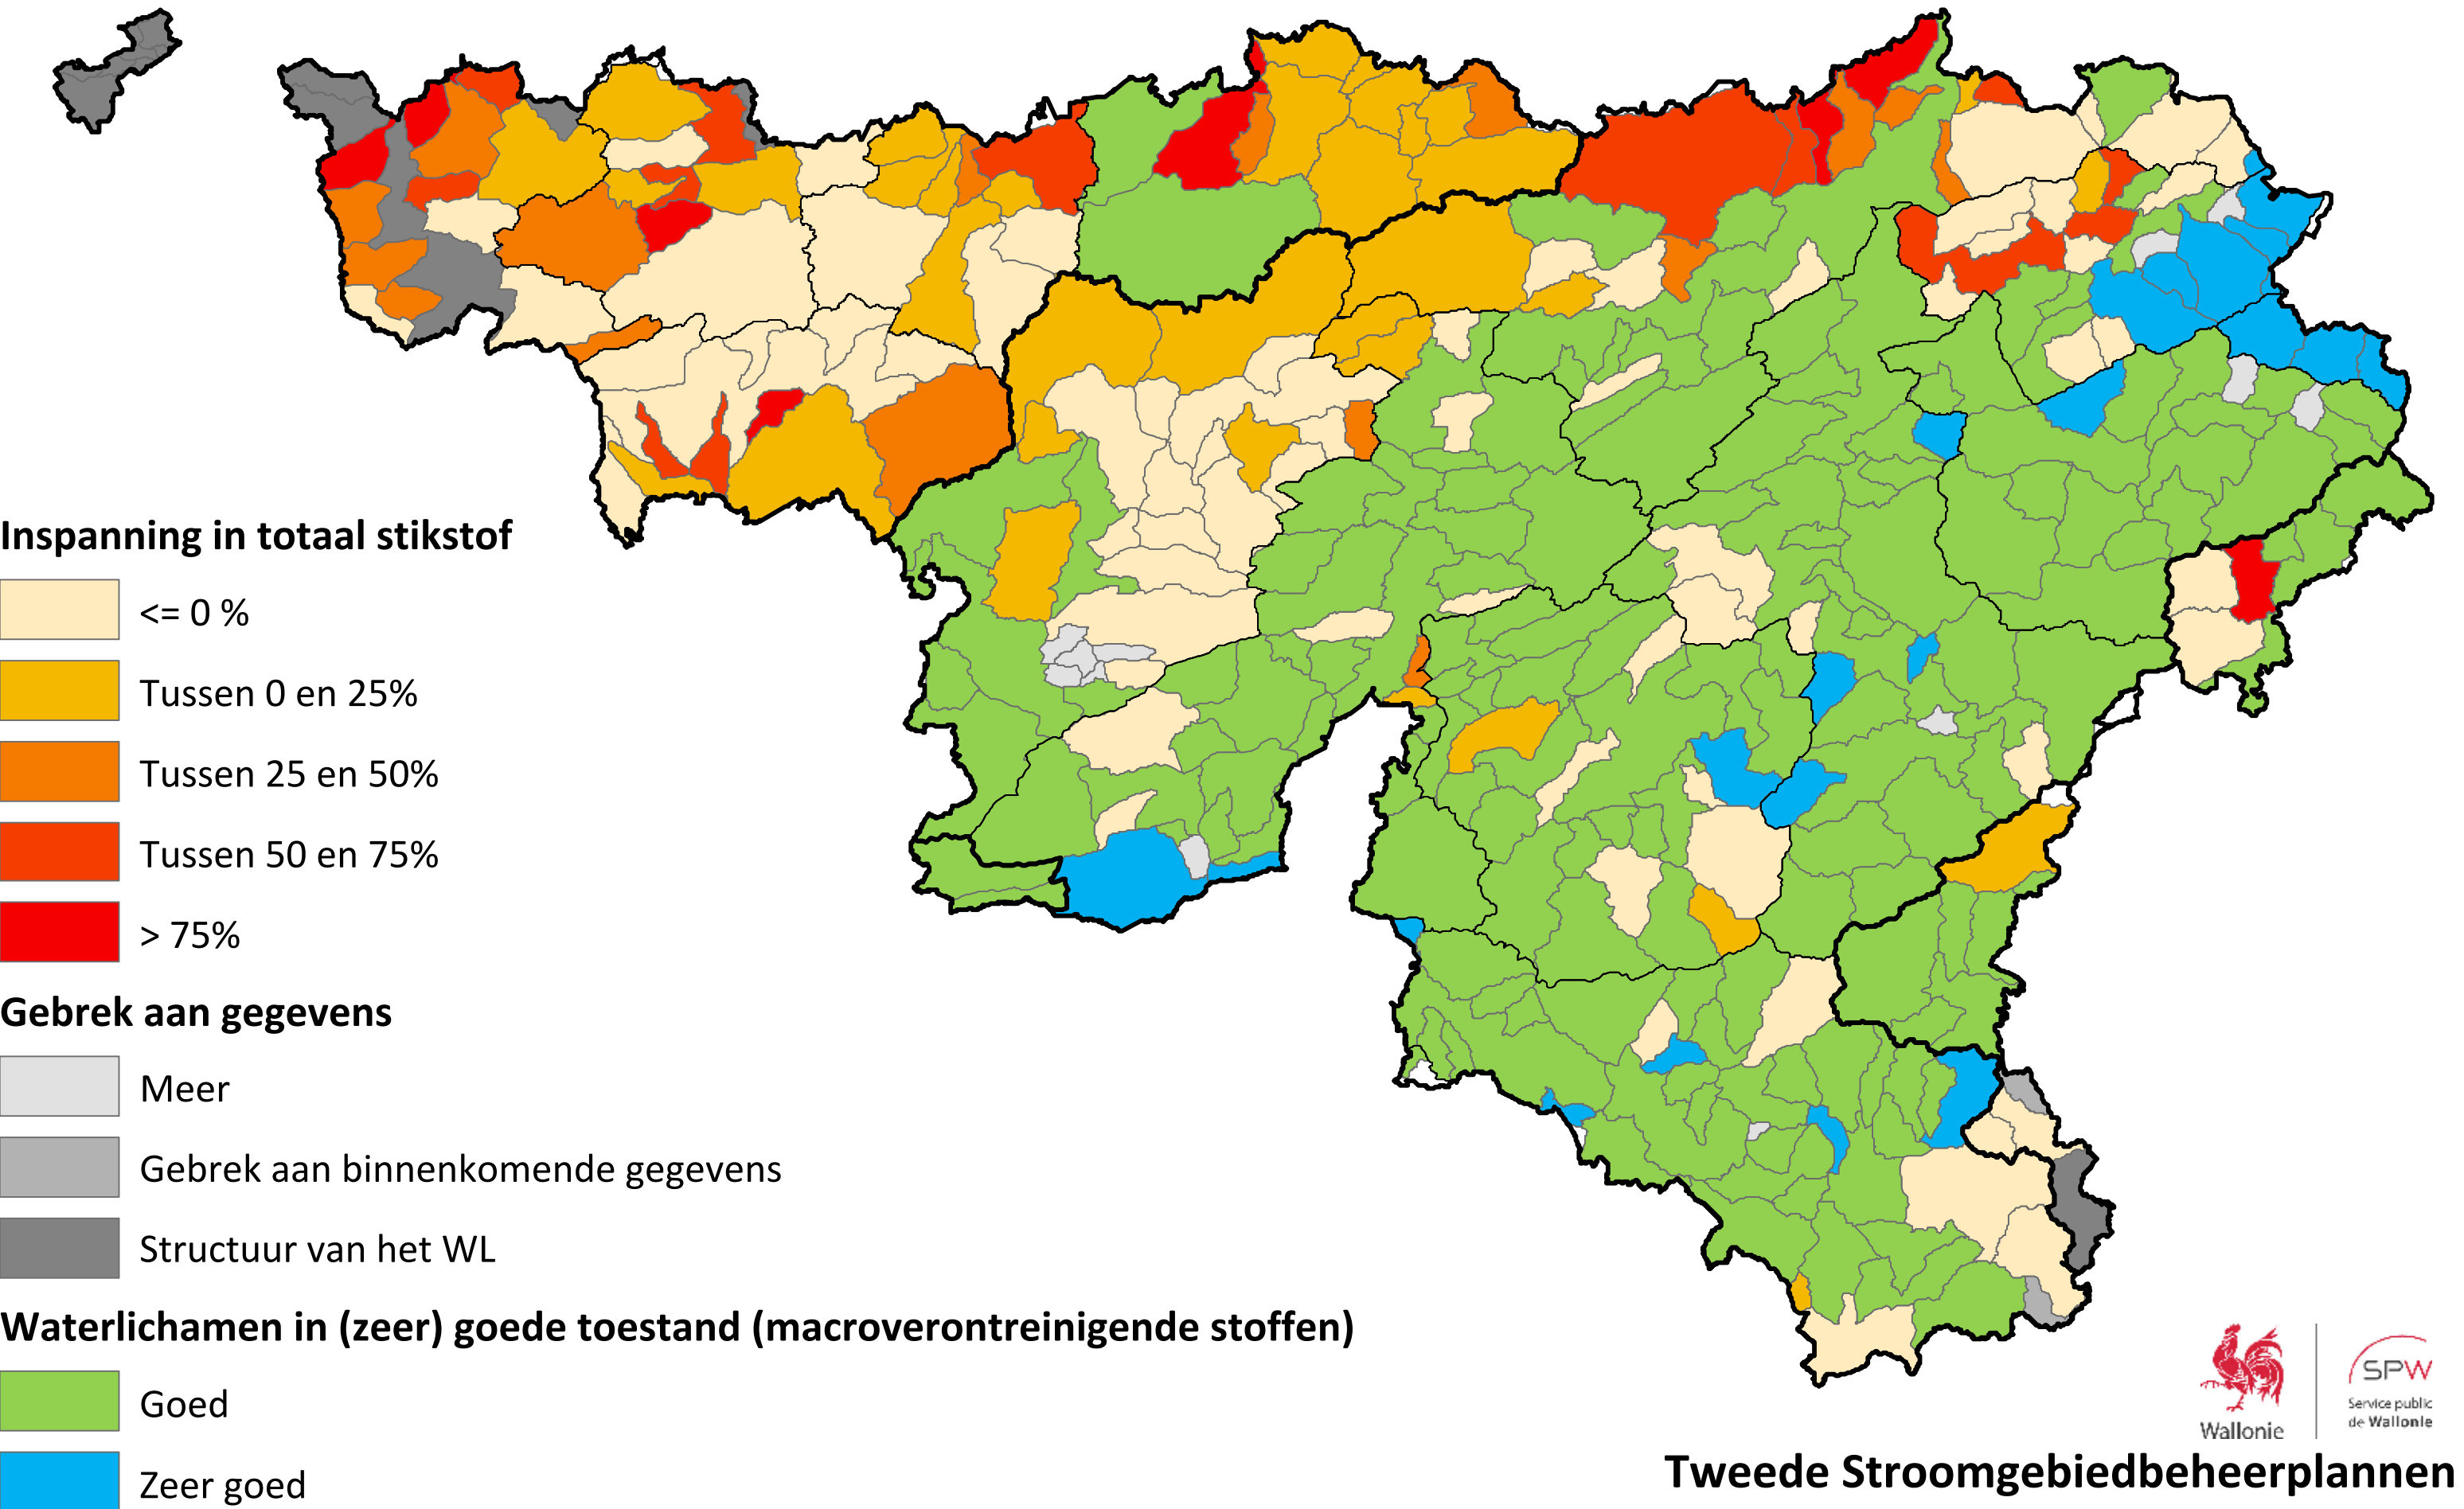 Inspanning in totaal stikstof
<= 0 %
Tussen 0 en 25%
Tussen 25 en 50%
Tussen 50 en 75%
> 75%
Gebrek aan gegevens
Meer
Gebrek aan binnenkomende gegevens
Structuur van het WL
Waterlichamen in (zeer) goede toestand (macroverontreinigende stoffen)
Goed
Zeer goed
Wallonie
SPW
Service public
de Wallonie
Tweede Stroomgebiedbeheerplannen